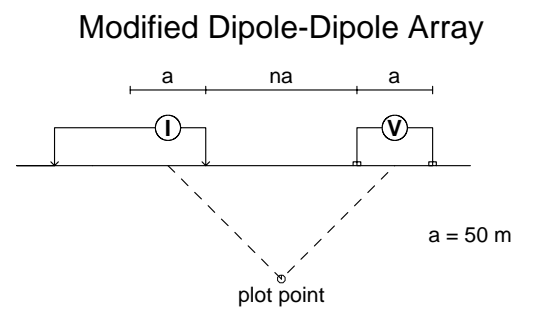 Modified Dipole-Dipole Array
a na a
I V
a = 50 m
plot point